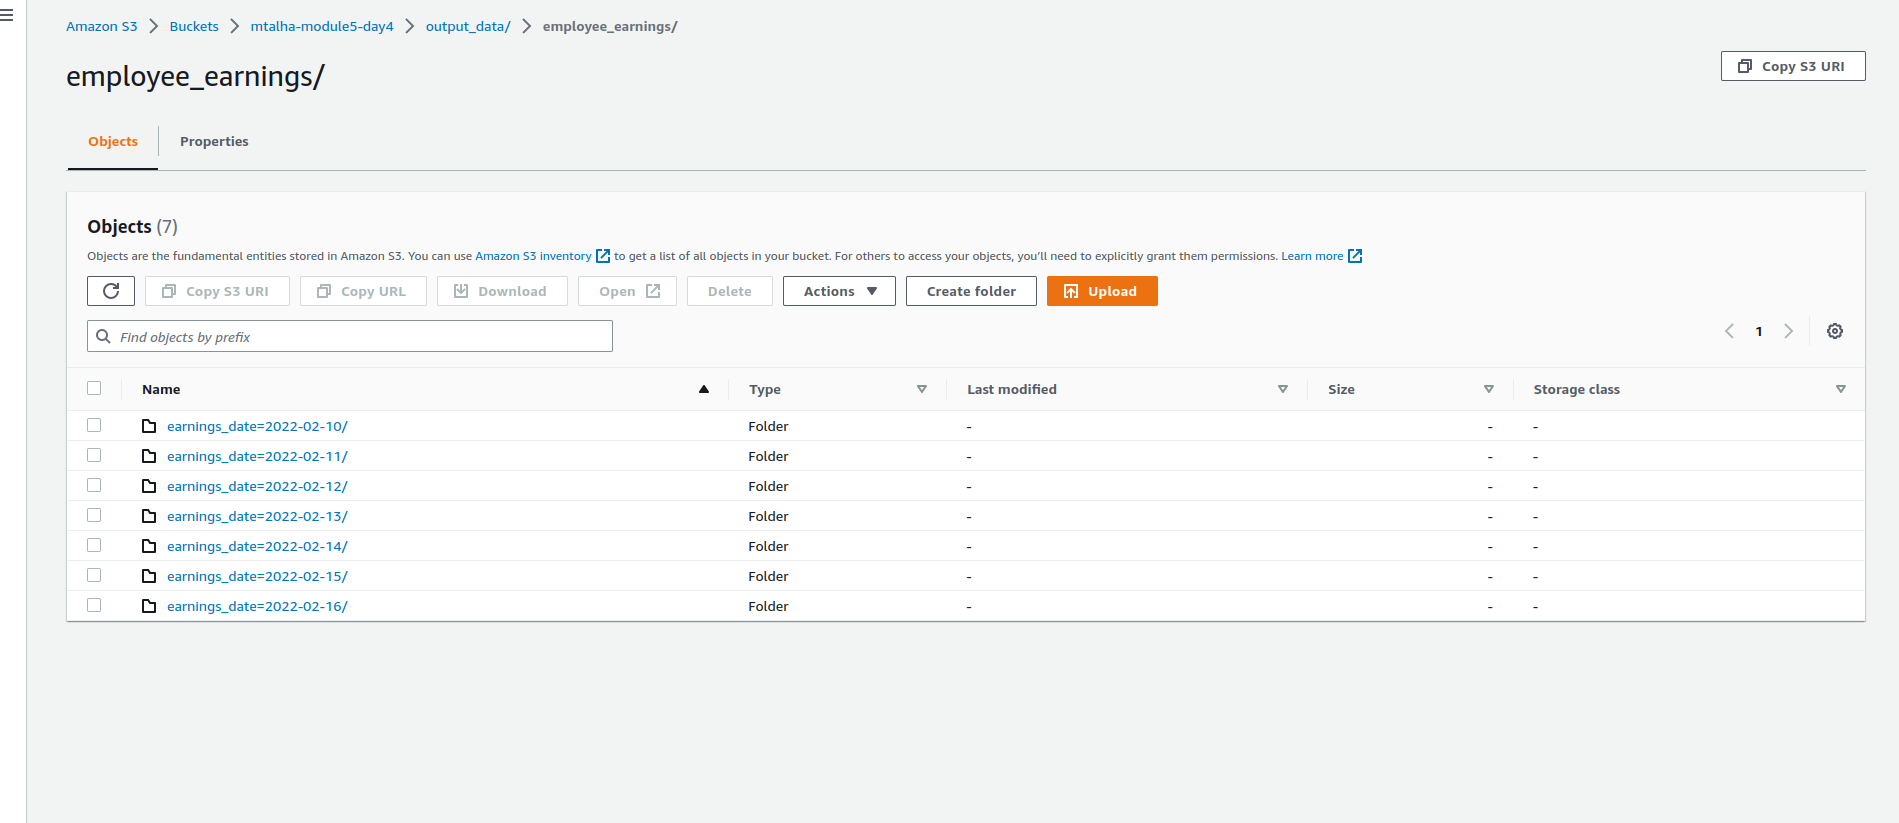 Amazon S3 > Buckets > mtalha-module5-day4 > output_data/ > employee_earnings/
employee_earnings/
Copy S3 URI
Objects Properties
Objects (7)
Objects are the fundamental entities stored in Amazon S3. You can use Amazon S3 inventory to get a list of all objects in your bucket. For others to access your objects, you'll need to explicitly grant them permissions. Learn more
Copy S3 URI Copy URL Download Open Delete Actions Create folder Upload
Find objects by prefix
1
Name Type Last modified Size Storage class
earnings_date=2022-02-10/ Folder - - -
earnings_date=2022-02-11/ Folder - - -
earnings_date=2022-02-12/ Folder - - -
earnings_date=2022-02-13/ Folder - - -
earnings_date=2022-02-14/ Folder - - -
earnings_date=2022-02-15/ Folder - - -
earnings_date=2022-02-16/ Folder - - -